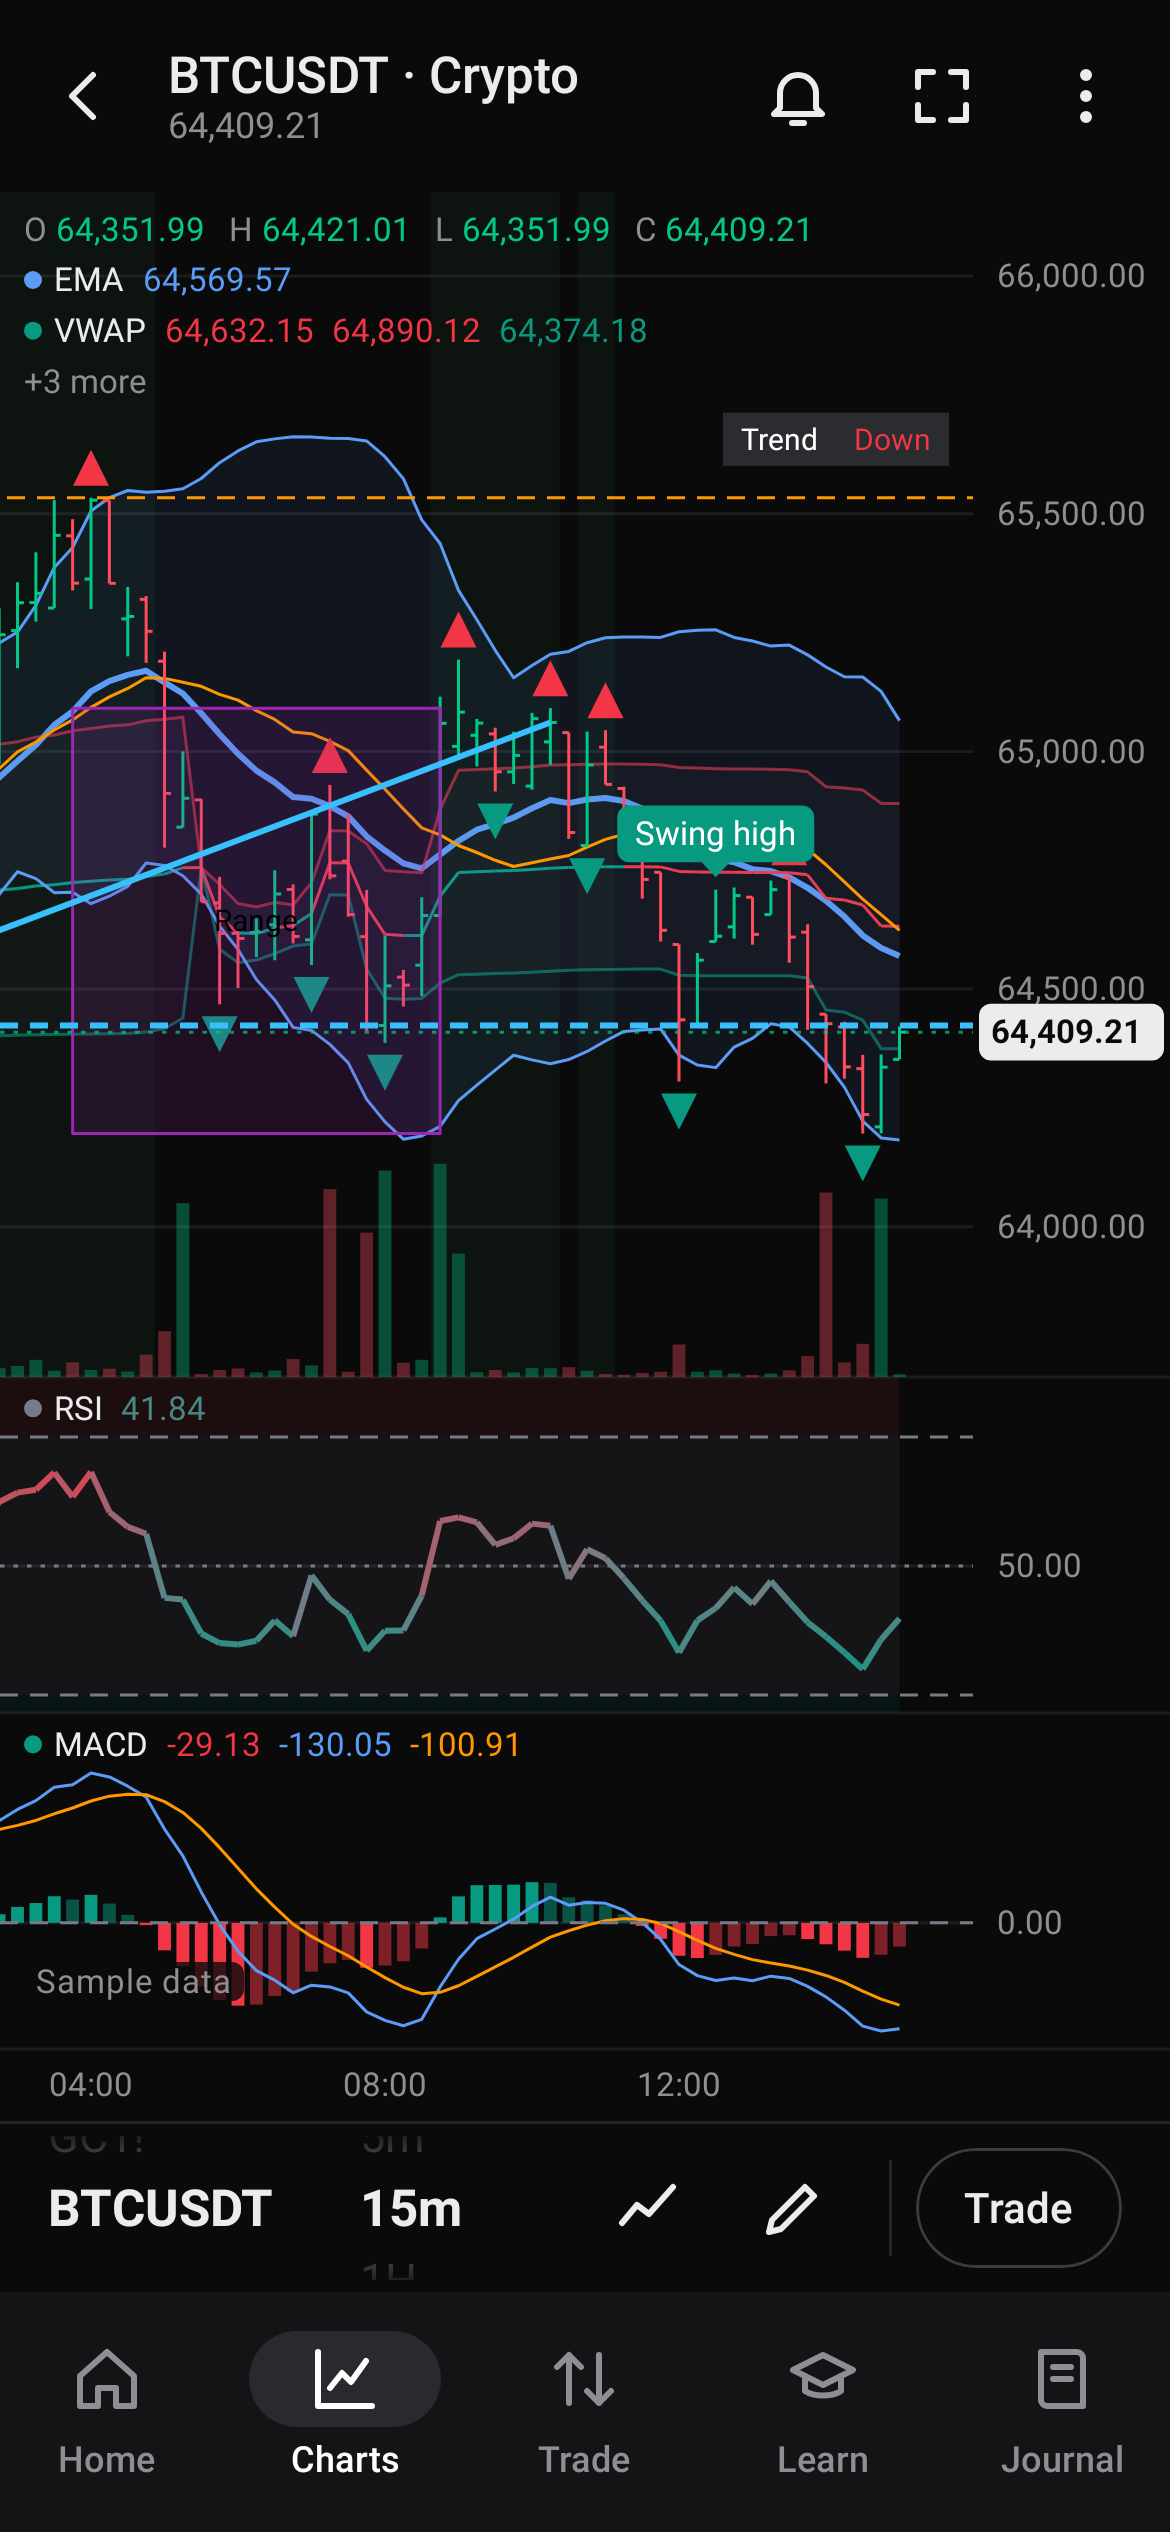 BTCUSDT · Crypto
64,409.21
O 64,351.99 H 64,421.01 L 64,351.99 C 64,409.21
EMA 64,569.57
VWAP 64,632.15 64,890.12 64,374.18
+3 more
Trend Down
66,000.00
65,500.00
65,000.00
Swing high
Range
64,500.00
64,409.21
64,000.00
RSI 41.84
50.00
MACD -29.13 -130.05 -100.91
0.00
Sample data
04:00 08:00 12:00
BTCUSDT 15m Trade
1H
Home Charts Trade Learn Journal